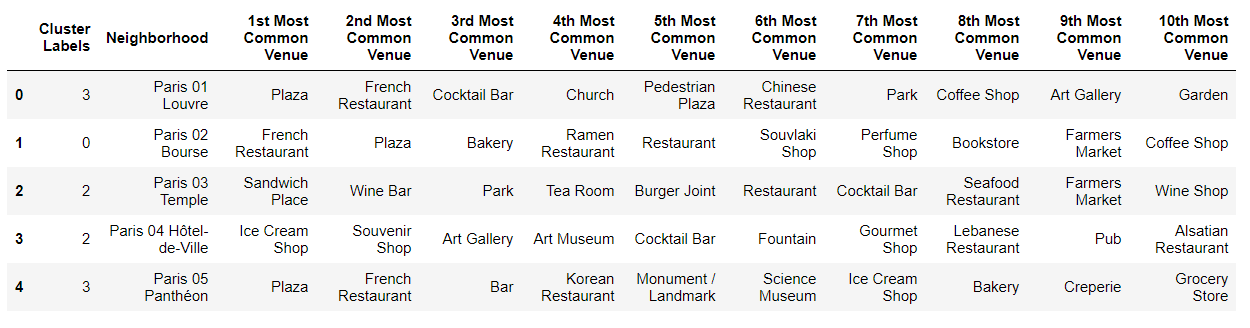 Cluster Labels Neighborhood 1st Most Common Venue 2nd Most Common Venue 3rd Most Common Venue 4th Most Common Venue 5th Most Common Venue 6th Most Common Venue 7th Most Common Venue 8th Most Common Venue 9th Most Common Venue 10th Most Common Venue
0 3 Paris 01 Louvre Plaza French Restaurant Cocktail Bar Church Pedestrian Plaza Chinese Restaurant Park Coffee Shop Art Gallery Garden
1 0 Paris 02 Bourse French Restaurant Plaza Bakery Ramen Restaurant Restaurant Souvlaki Shop Perfume Shop Bookstore Farmers Market Coffee Shop
2 2 Paris 03 Temple Sandwich Place Wine Bar Park Tea Room Burger Joint Restaurant Cocktail Bar Seafood Restaurant Farmers Market Wine Shop
3 2 Paris 04 Hôtel-de-Ville Ice Cream Shop Souvenir Shop Art Gallery Art Museum Cocktail Bar Fountain Gourmet Shop Lebanese Restaurant Pub Alsatian Restaurant
4 3 Paris 05 Panthéon Plaza French Restaurant Bar Korean Restaurant Monument / Landmark Science Museum Ice Cream Shop Bakery Creperie Grocery Store